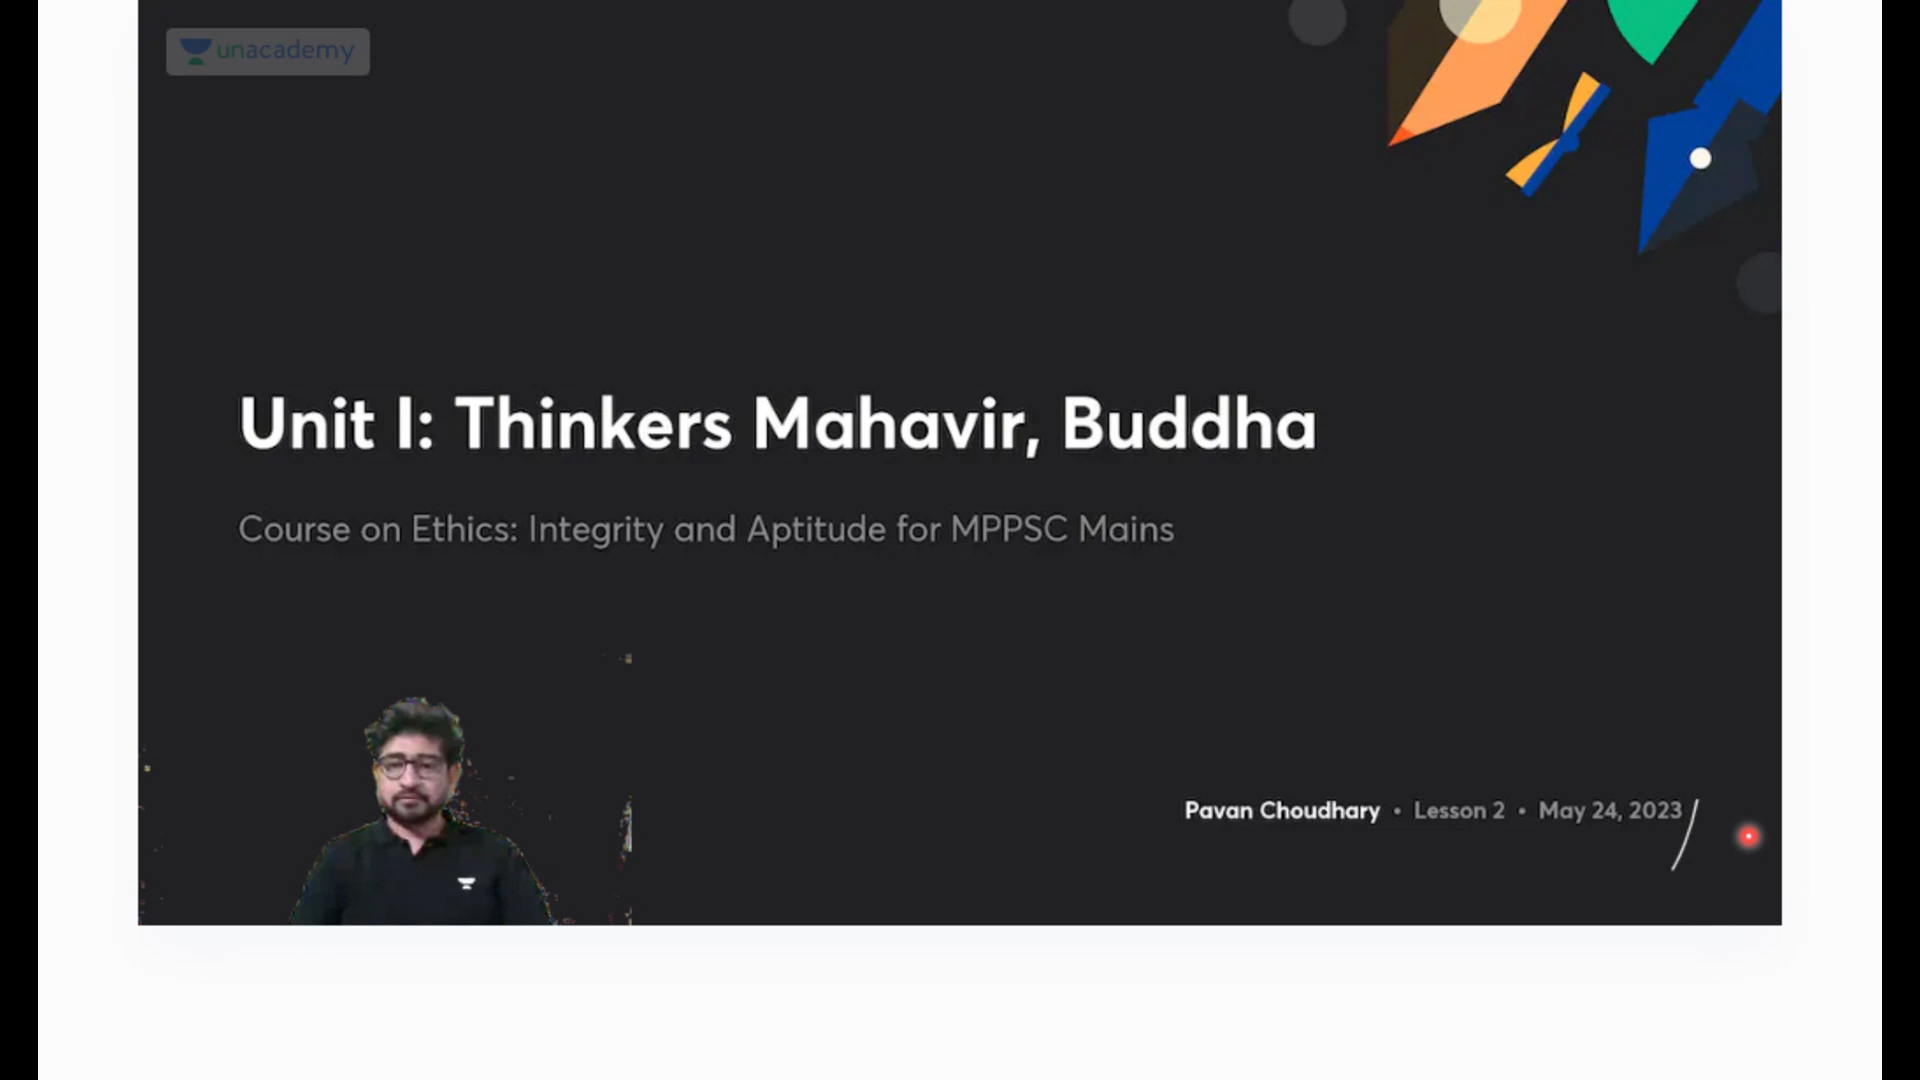 unacademy
Unit I: Thinkers Mahavir, Buddha
Course on Ethics: Integrity and Aptitude for MPPSC Mains
Pavan Choudhary • Lesson 2 • May 24, 2023